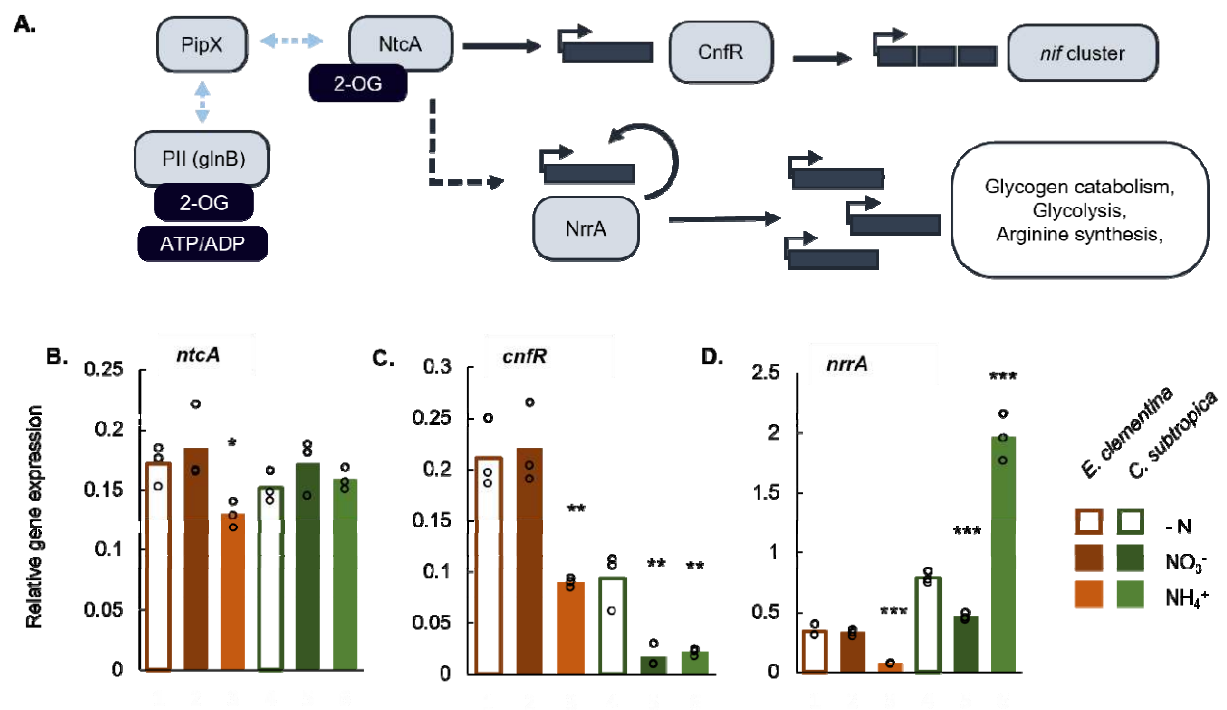 A.
PipX
NtcA
2-OG
CnfR
nif cluster
PII (glnB)
2-OG
ATP/ADP
NrrA
Glycogen catabolism,
Glycolysis,
Arginine synthesis,
B.
ntcA
Relative gene expression
0.25
0.2
0.15
0.1
0.05
0
*
C.
cnfR
0.3
0.25
0.2
0.15
0.1
0.05
0
**
**
**
D.
nrrA
2.5
2
1.5
1
0.5
0
***
***
***
E. clementina
C. subtropica
- N
NO3-
NH4+